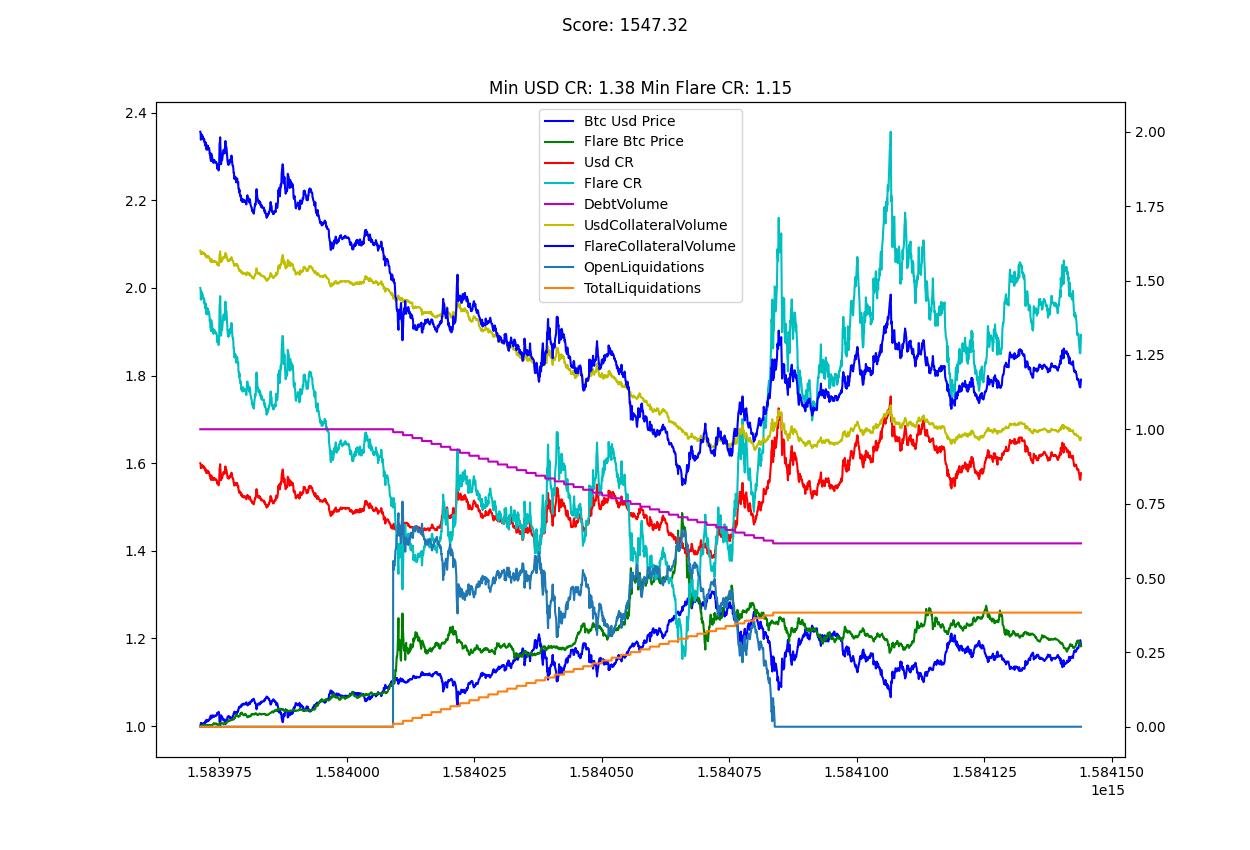 Score: 1547.32
Min USD CR: 1.38 Min Flare CR: 1.15
Btc Usd Price
Flare Btc Price
Usd CR
Flare CR
DebtVolume
UsdCollateralVolume
FlareCollateralVolume
OpenLiquidations
TotalLiquidations
2.4
2.2
2.0
1.8
1.6
1.4
1.2
1.0
2.00
1.75
1.50
1.25
1.00
0.75
0.50
0.25
0.00
1.583975 1.584000 1.584025 1.584050 1.584075 1.584100 1.584125 1.584150
1e15